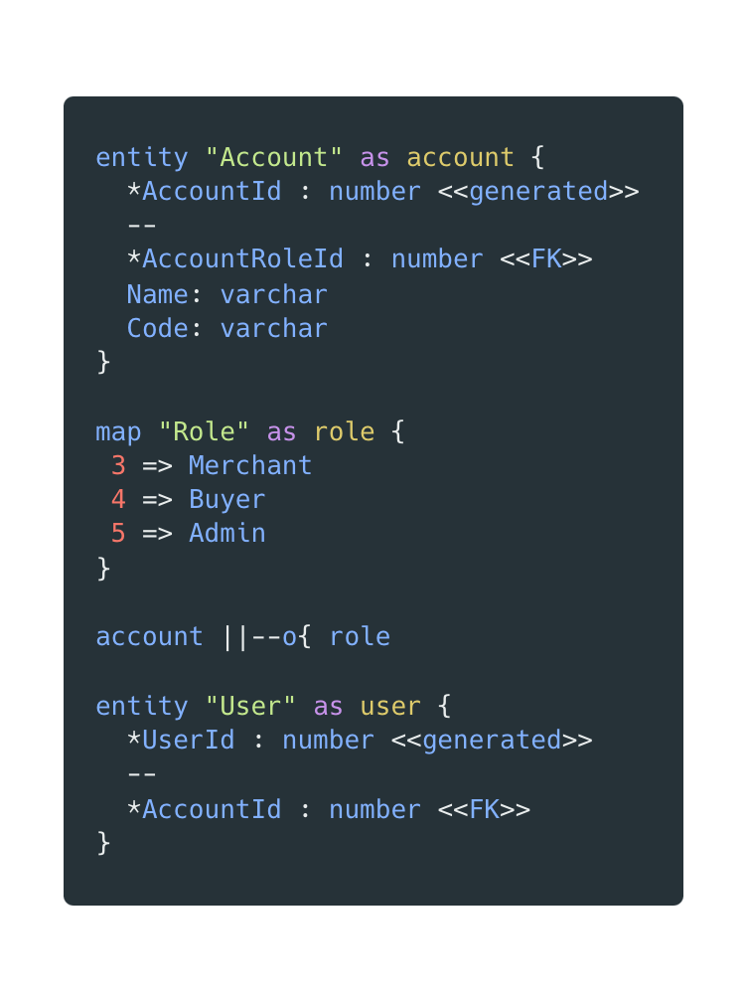 entity "Account" as account {
  *AccountId : number <<generated>>
  --
  *AccountRoleId : number <<FK>>
  Name: varchar
  Code: varchar
}

map "Role" as role {
 3 => Merchant
 4 => Buyer
 5 => Admin
}

account ||--o{ role

entity "User" as user {
  *UserId : number <<generated>>
  --
  *AccountId : number <<FK>>
}